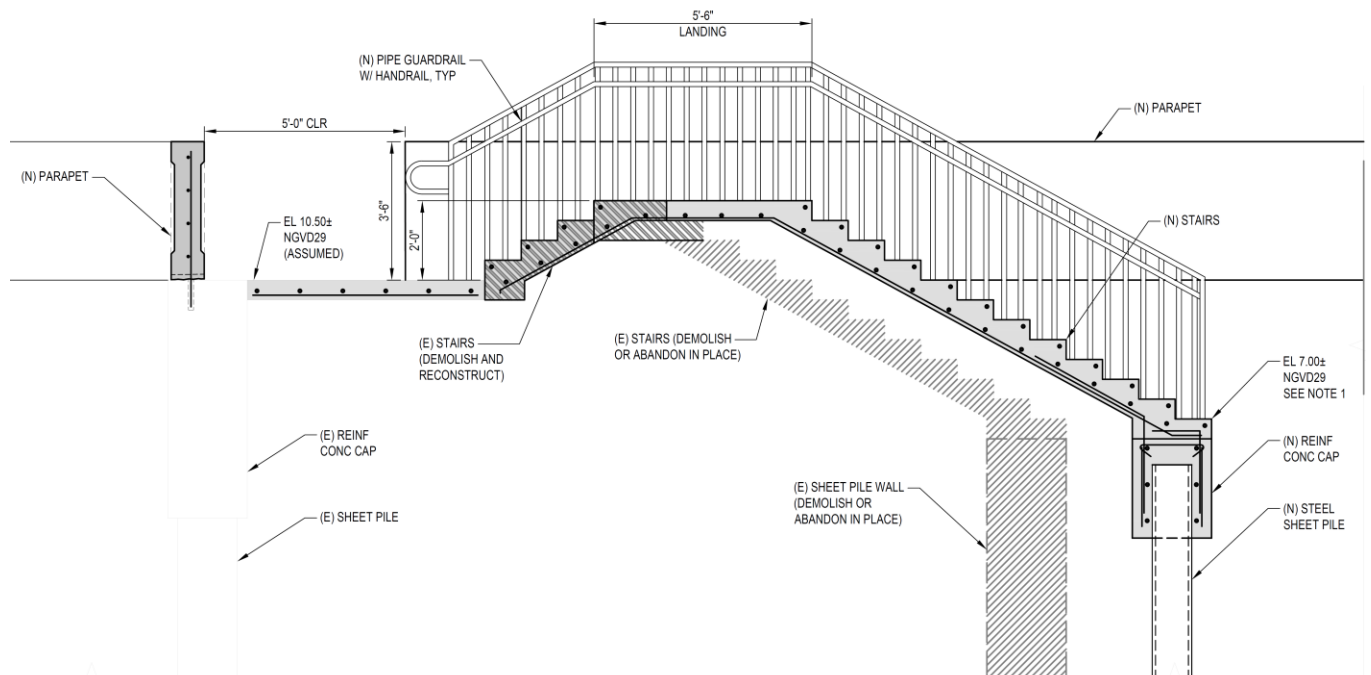 5'-6"
LANDING
(N) PIPE GUARDRAIL
W/ HANDRAIL, TYP
(N) PARAPET
5'-0" CLR
(N) PARAPET
3'-6"
EL 10.50±
NGVD29
(ASSUMED)
2'-0"
(N) STAIRS
(E) STAIRS
(DEMOLISH AND
RECONSTRUCT)
(E) STAIRS (DEMOLISH
OR ABANDON IN PLACE)
EL 7.00±
NGVD29
SEE NOTE 1
(E) REINF
CONC CAP
(N) REINF
CONC CAP
(E) SHEET PILE WALL
(DEMOLISH OR
ABANDON IN PLACE)
(E) SHEET PILE
(N) STEEL
SHEET PILE